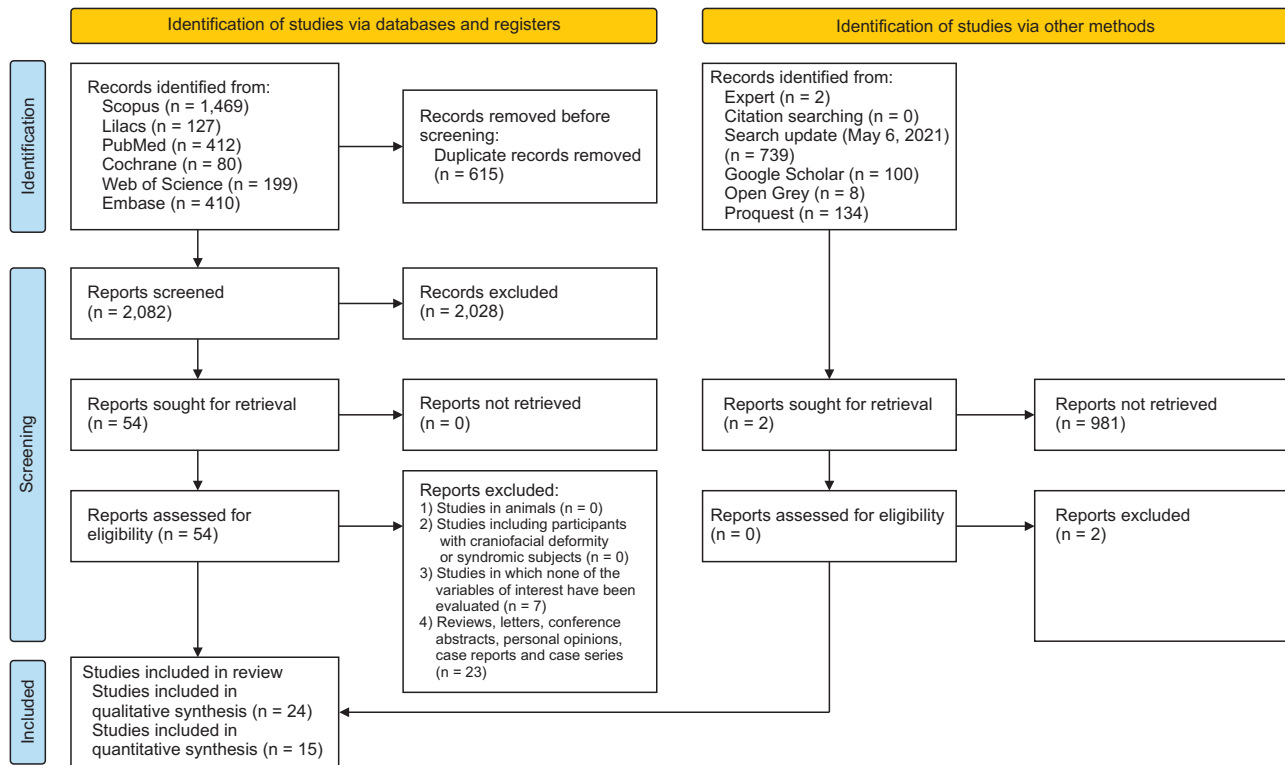 Identification of studies via databases and registers
Identification of studies via other methods
Identification
Records identified from:
Scopus (n = 1,469)
Lilacs (n = 127)
PubMed (n = 412)
Cochrane (n = 80)
Web of Science (n = 199)
Embase (n = 410)
Records removed before
screening:
Duplicate records removed
(n = 615)
Records identified from:
Expert (n = 2)
Citation searching (n = 0)
Search update (May 6, 2021)
(n = 739)
Google Scholar (n = 100)
Open Grey (n = 8)
Proquest (n = 134)
Screening
Reports screened
(n = 2,082)
Records excluded
(n = 2,028)
Reports sought for retrieval
(n = 54)
Reports not retrieved
(n = 0)
Reports sought for retrieval
(n = 2)
Reports not retrieved
(n = 981)
Reports assessed for
eligibility (n = 54)
Reports excluded:
1) Studies in animals (n = 0)
2) Studies including participants
with craniofacial deformity
or syndromic subjects (n = 0)
3) Studies in which none of the
variables of interest have been
evaluated (n = 7)
4) Reviews, letters, conference
abstracts, personal opinions,
case reports and case series
(n = 23)
Reports assessed for eligibility
(n = 0)
Reports excluded
(n = 2)
Included
Studies included in review
Studies included in
qualitative synthesis (n = 24)
Studies included in
quantitative synthesis (n = 15)